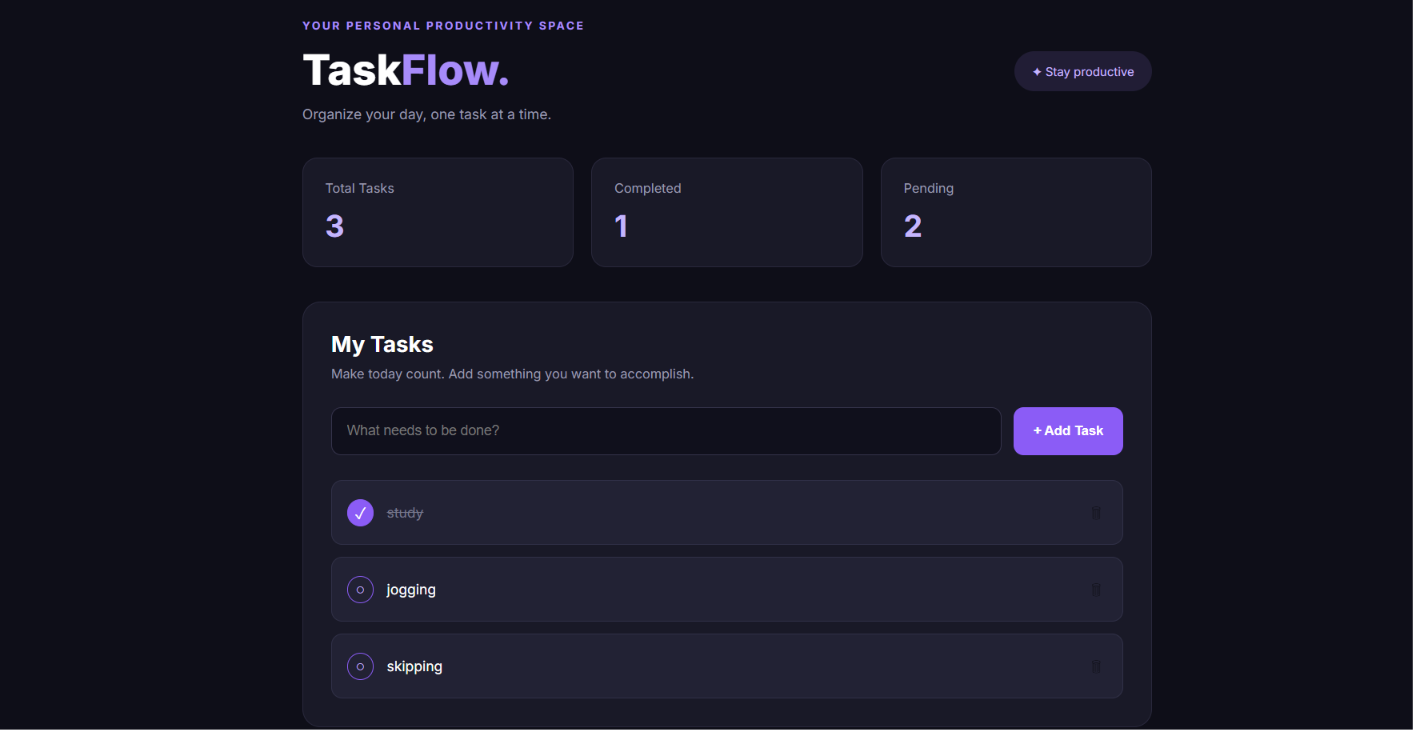 YOUR PERSONAL PRODUCTIVITY SPACE
TaskFlow.
✦ Stay productive
Organize your day, one task at a time.
Total Tasks
Completed
Pending
3
1
2
My Tasks
Make today count. Add something you want to accomplish.
What needs to be done?
+ Add Task
study
jogging
skipping